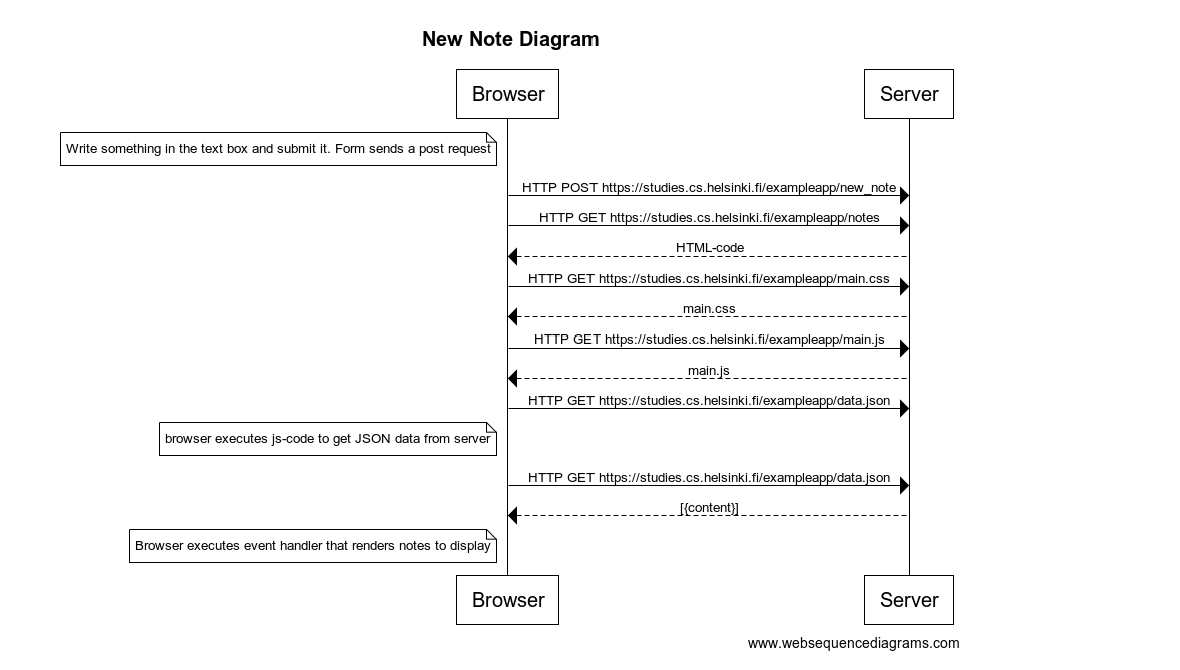 New Note Diagram
Browser
Server
Write something in the text box and submit it. Form sends a post request
HTTP POST https://studies.cs.helsinki.fi/exampleapp/new_note
HTTP GET https://studies.cs.helsinki.fi/exampleapp/notes
HTML-code
HTTP GET https://studies.cs.helsinki.fi/exampleapp/main.css
main.css
HTTP GET https://studies.cs.helsinki.fi/exampleapp/main.js
main.js
HTTP GET https://studies.cs.helsinki.fi/exampleapp/data.json
browser executes js-code to get JSON data from server
HTTP GET https://studies.cs.helsinki.fi/exampleapp/data.json
[{content}]
Browser executes event handler that renders notes to display
Browser
Server
www.websequencediagrams.com